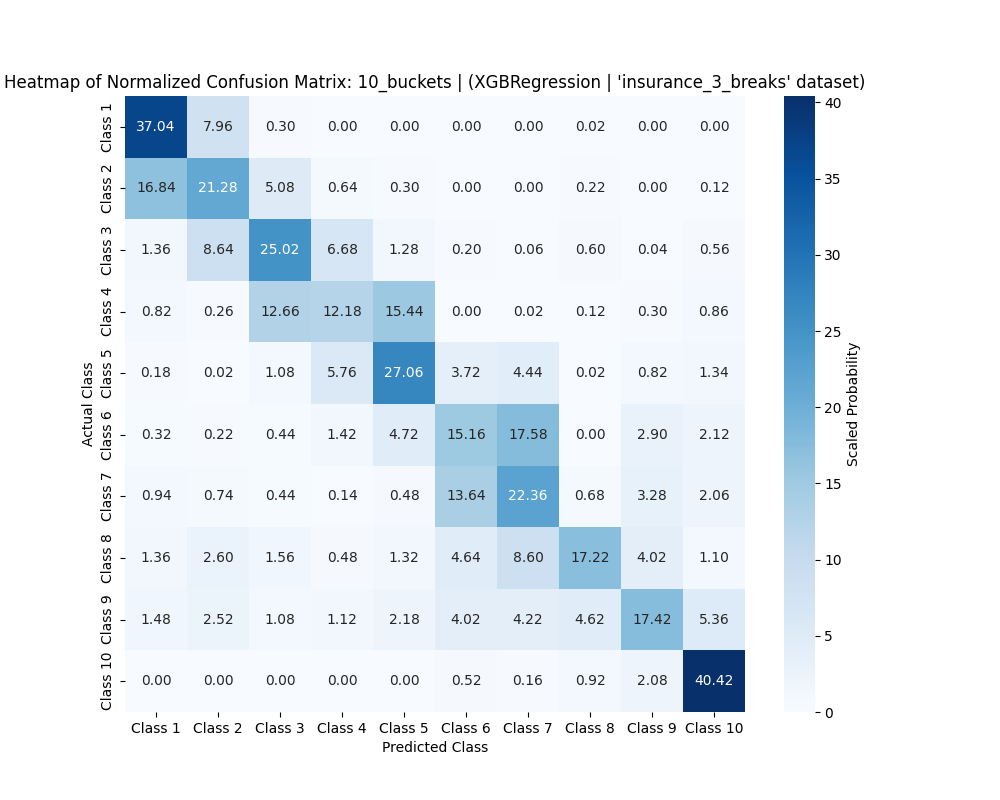 Heatmap of Normalized Confusion Matrix: 10_buckets | (XGBRegression | 'insurance_3_breaks' dataset)
Actual Class
Class 1 37.04 7.96 0.30 0.00 0.00 0.00 0.00 0.02 0.00 0.00
Class 2 16.84 21.28 5.08 0.64 0.30 0.00 0.00 0.22 0.00 0.12
Class 3 1.36 8.64 25.02 6.68 1.28 0.20 0.06 0.60 0.04 0.56
Class 4 0.82 0.26 12.66 12.18 15.44 0.00 0.02 0.12 0.30 0.86
Class 5 0.18 0.02 1.08 5.76 27.06 3.72 4.44 0.02 0.82 1.34
Class 6 0.32 0.22 0.44 1.42 4.72 15.16 17.58 0.00 2.90 2.12
Class 7 0.94 0.74 0.44 0.14 0.48 13.64 22.36 0.68 3.28 2.06
Class 8 1.36 2.60 1.56 0.48 1.32 4.64 8.60 17.22 4.02 1.10
Class 9 1.48 2.52 1.08 1.12 2.18 4.02 4.22 4.62 17.42 5.36
Class 10 0.00 0.00 0.00 0.00 0.00 0.52 0.16 0.92 2.08 40.42
Class 1 Class 2 Class 3 Class 4 Class 5 Class 6 Class 7 Class 8 Class 9 Class 10
Predicted Class
40
35
30
25
20
15
10
5
0
Scaled Probability